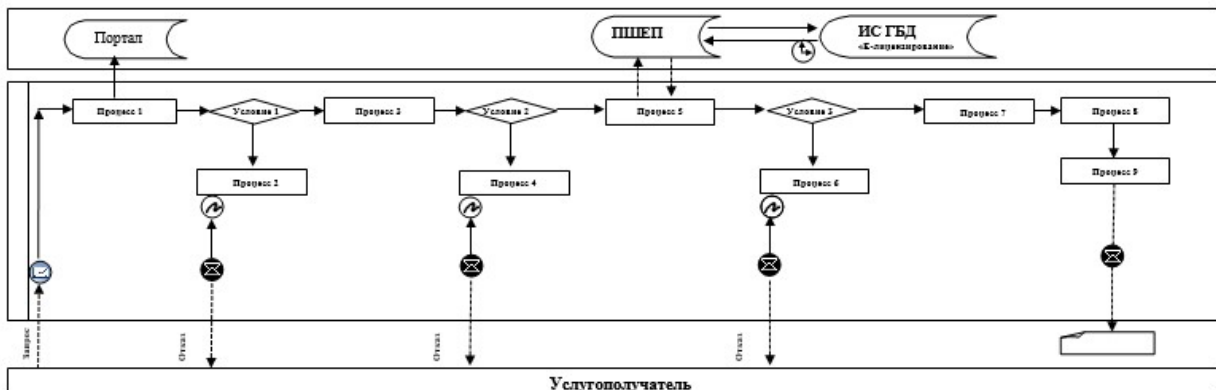 Портал
ПШЕП
ИС ГБД
«Е-лицензирование»
Процесс 1
Условие 1
Процесс 3
Условие 2
Процесс 5
Условие 3
Процесс 7
Процесс 8
Процесс 2
Процесс 4
Процесс 6
Процесс 9
Запрос
Отказ
Отказ
Отказ
Услугополучатель